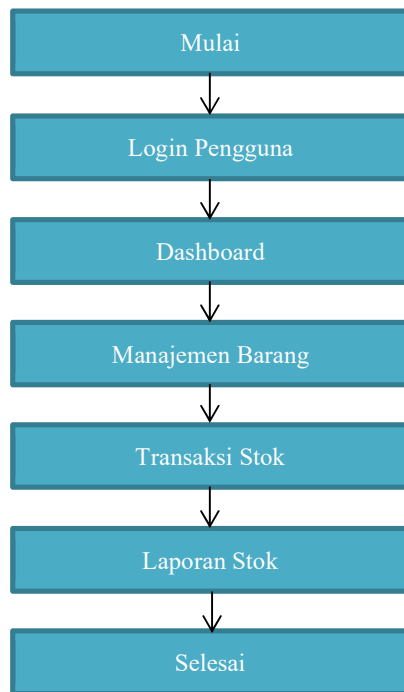 Mulai
Login Pengguna
Dashboard
Manajemen Barang
Transaksi Stok
Laporan Stok
Selesai